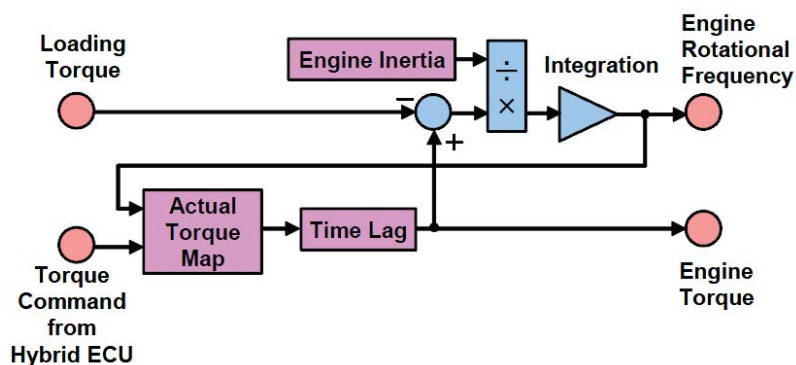 Loading
Torque
Engine Inertia
÷
×
Integration
Engine
Rotational
Frequency
−
+
Actual
Torque
Map
Time Lag
Torque
Command
from
Hybrid ECU
Engine
Torque